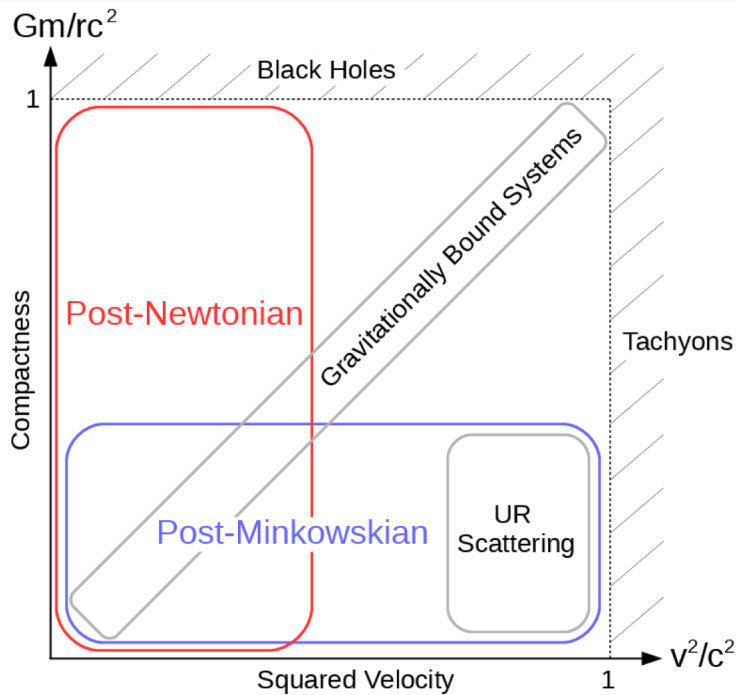 Gm/rc²
Black Holes
1
Gravitationally Bound Systems
Post-Newtonian
Compactness
Tachyons
Post-Minkowskian
UR
Scattering
v²/c²
Squared Velocity
1